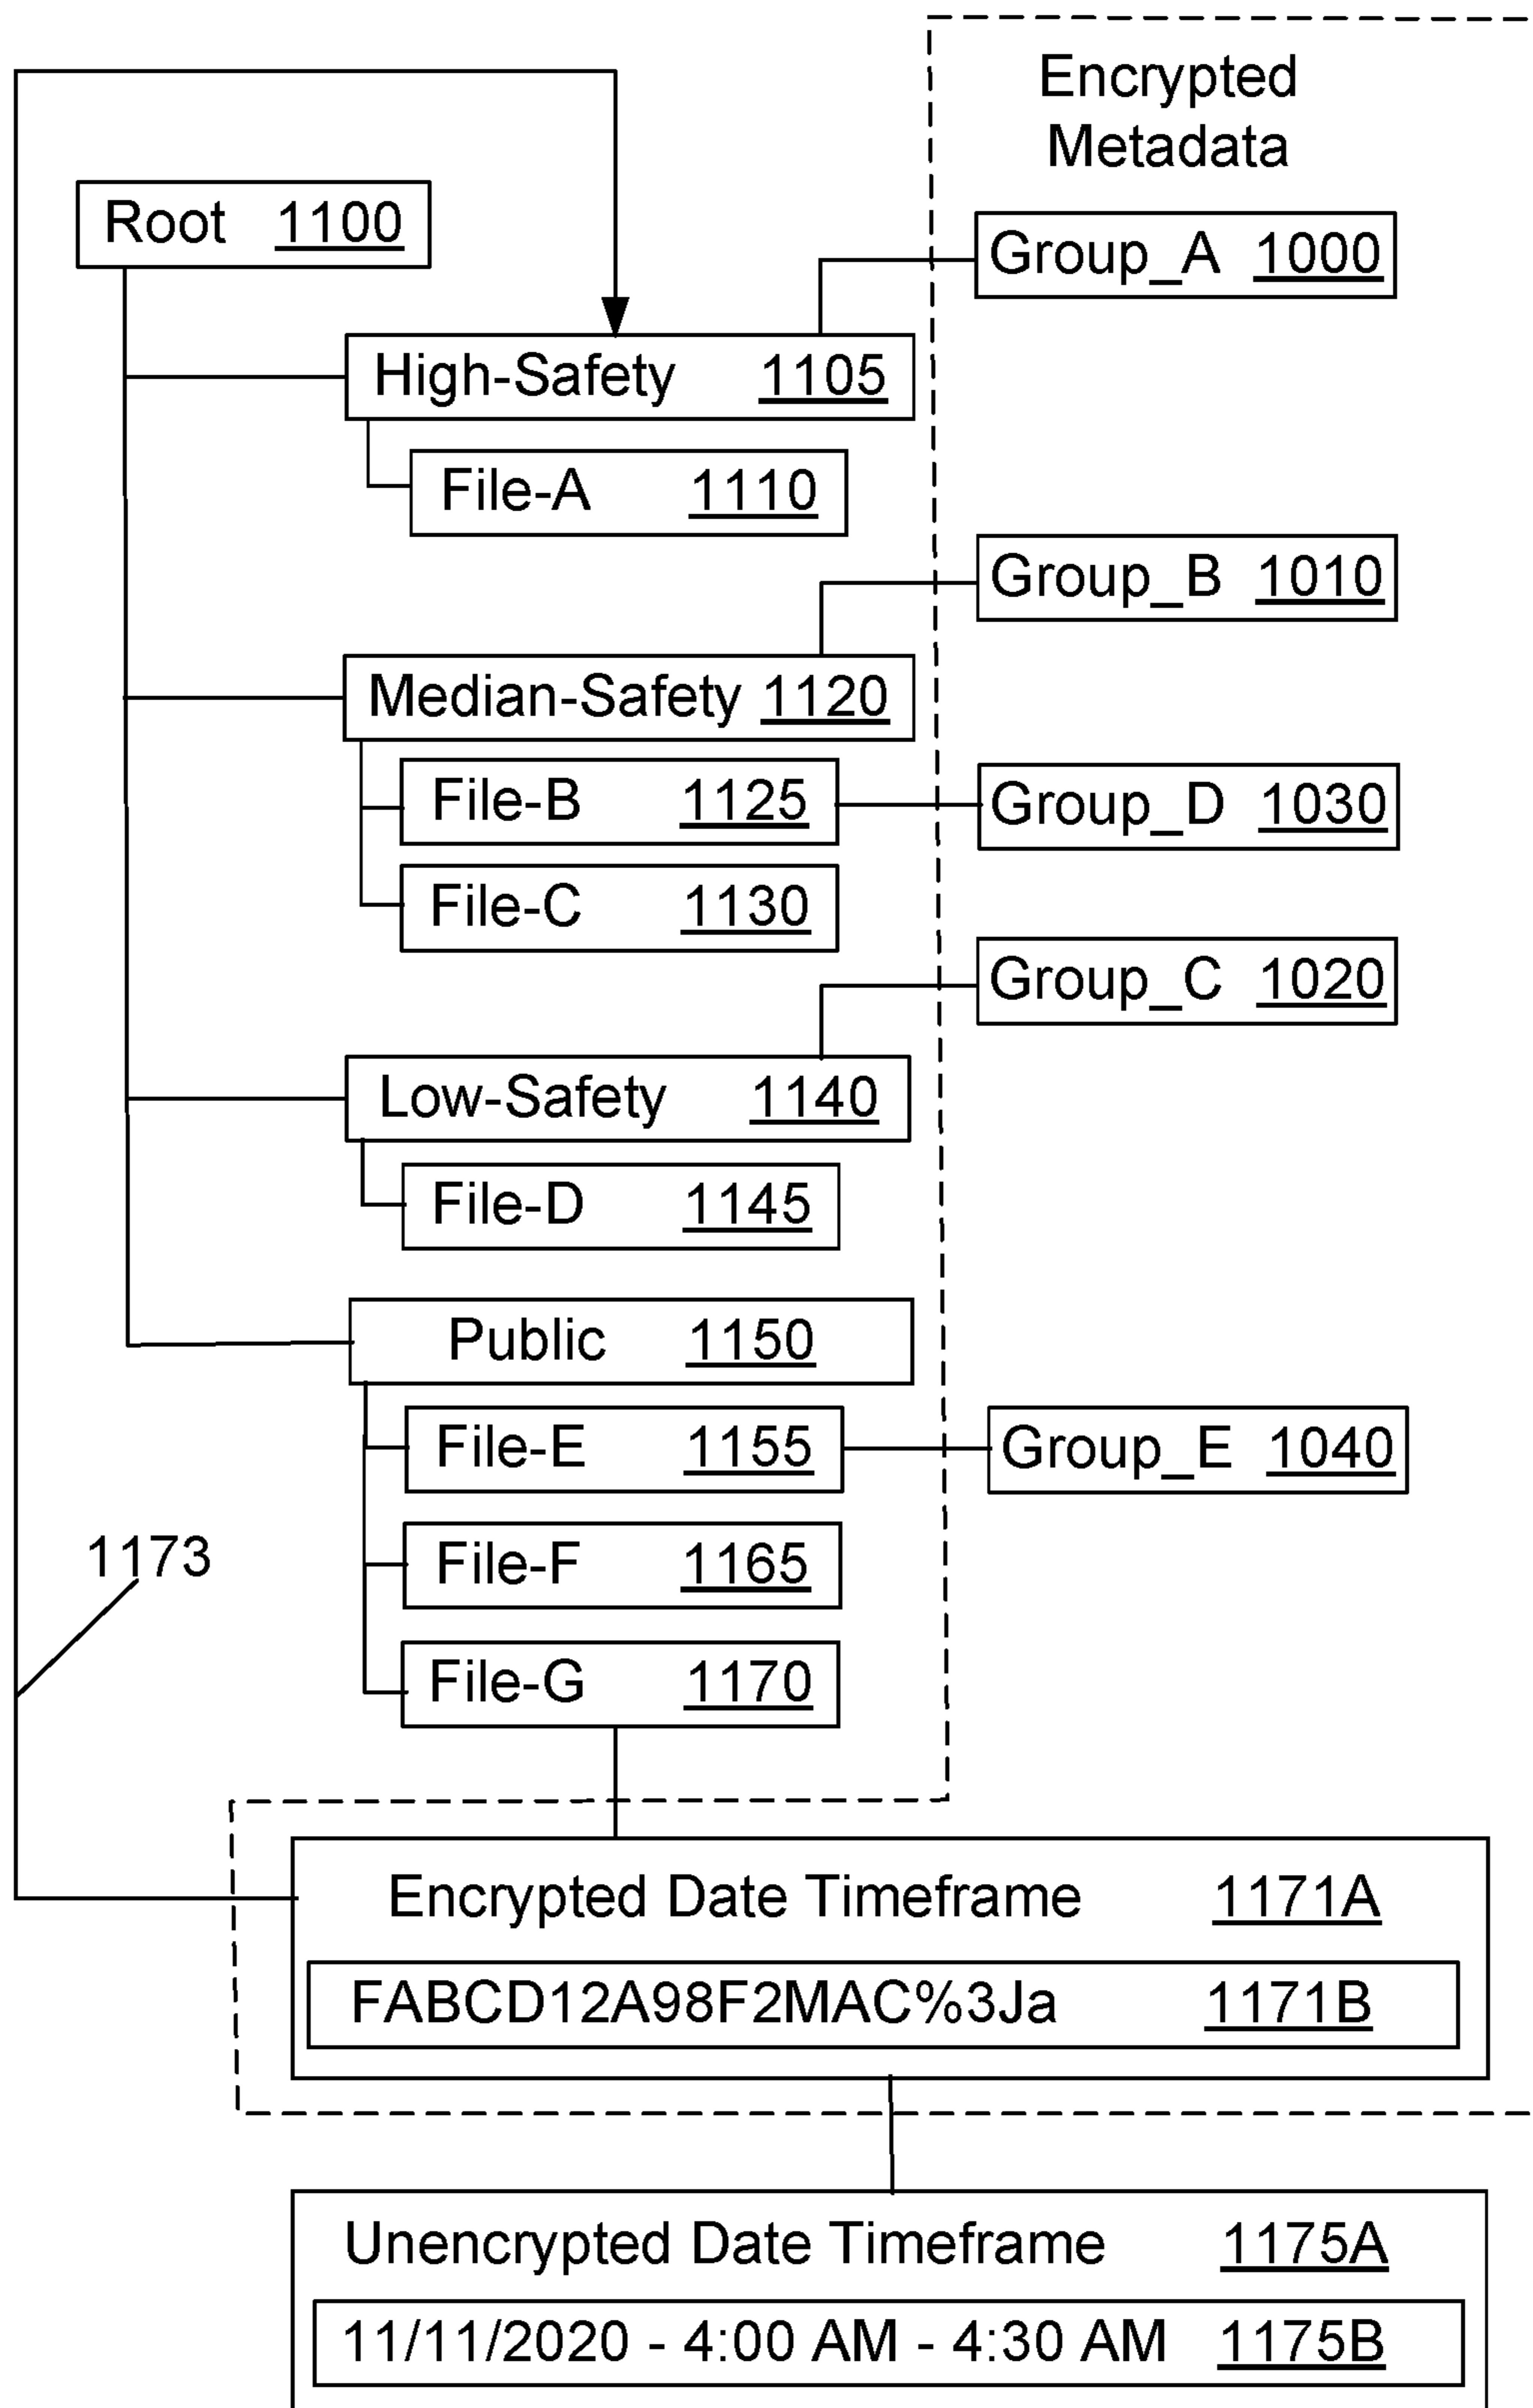 Encrypted
Metadata
Root 1100
Group_A 1000
High-Safety 1105
File-A 1110
Group_B 1010
Median-Safety 1120
File-B 1125
Group_D 1030
File-C 1130
Group_C 1020
Low-Safety 1140
File-D 1145
Public 1150
File-E 1155
Group_E 1040
1173
File-F 1165
File-G 1170
Encrypted Date Timeframe 1171A
FABCD12A98F2MAC%3Ja 1171B
Unencrypted Date Timeframe 1175A
11/11/2020 - 4:00 AM - 4:30 AM 1175B